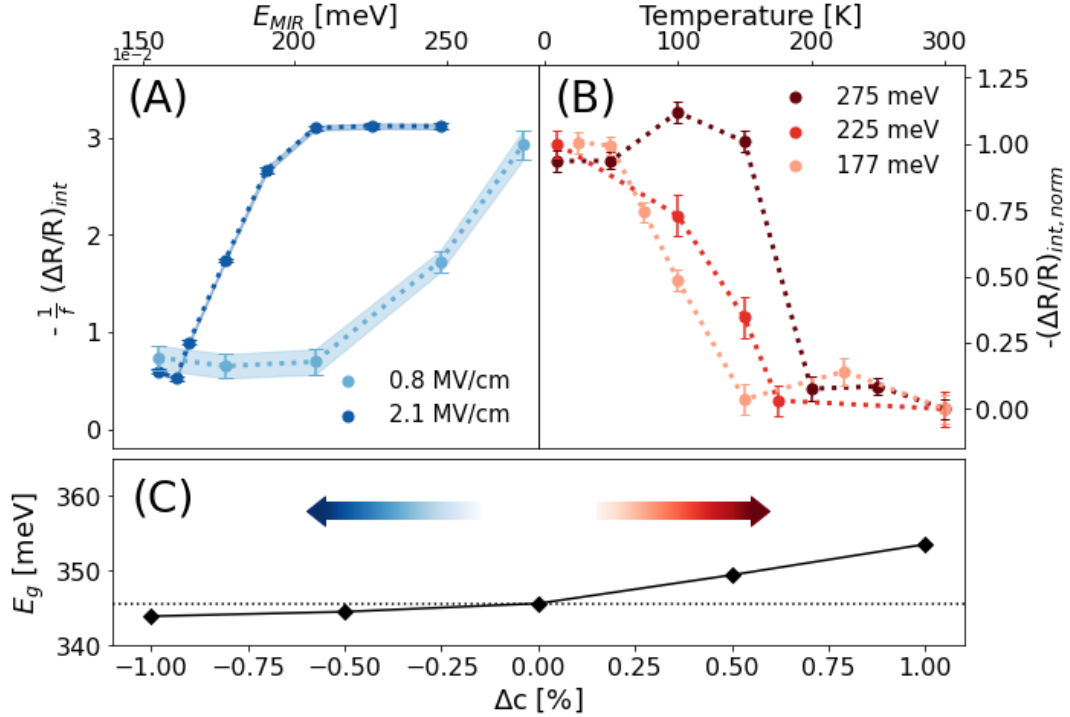 E_MIR [meV] Temperature [K]
150 200 250 0 100 200 300
1e−2
(A) (B)
275 meV
225 meV
177 meV
3
2
1
0
- 1/f (ΔR/R)_int
0.8 MV/cm
2.1 MV/cm
1.25
1.00
0.75
0.50
0.25
0.00
-(ΔR/R)_int,norm
(C)
360
350
340
E_g [meV]
−1.00 −0.75 −0.50 −0.25 0.00 0.25 0.50 0.75 1.00
Δc [%]